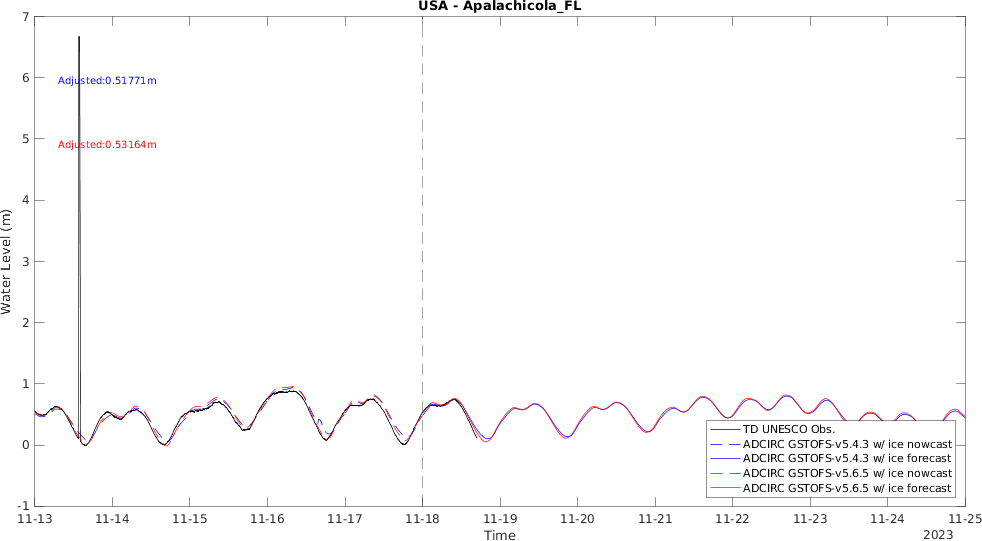 USA - Apalachicola_FL
7
6
5
4
3
2
1
0
-1
Water Level (m)
Adjusted:0.51771m
Adjusted:0.53164m
TD UNESCO Obs.
ADCIRC GSTOFS-v5.4.3 w/ ice nowcast
ADCIRC GSTOFS-v5.4.3 w/ ice forecast
ADCIRC GSTOFS-v5.6.5 w/ ice nowcast
ADCIRC GSTOFS-v5.6.5 w/ ice forecast
11-13 11-14 11-15 11-16 11-17 11-18 11-19 11-20 11-21 11-22 11-23 11-24 11-25
Time
2023